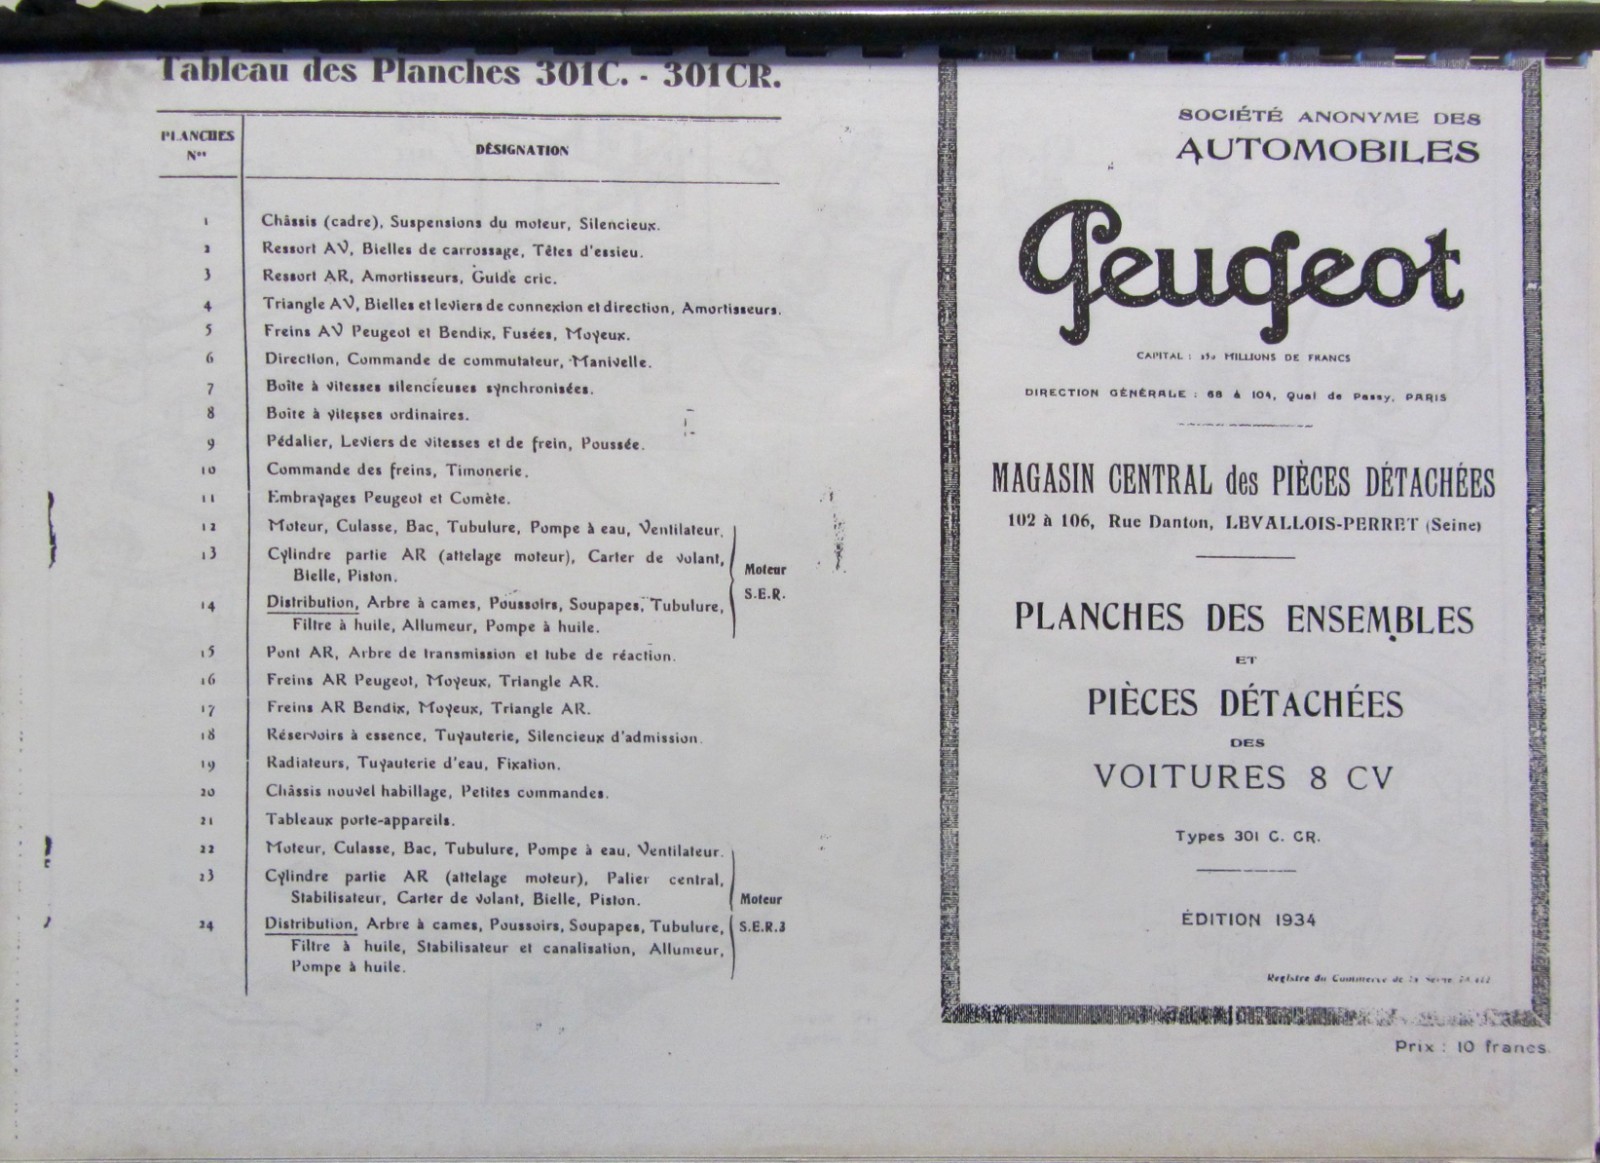 Tableau des Planches 301C. - 301CR.
PLANCHES Nos
DÉSIGNATION
1 Châssis (cadre), Suspensions du moteur, Silencieux.
2 Ressort AV, Bielles de carrossage, Têtes d'essieu.
3 Ressort AR, Amortisseurs, Guide cric.
4 Triangle AV, Bielles et leviers de connexion et direction, Amortisseurs.
5 Freins AV Peugeot et Bendix, Fusées, Moyeux.
6 Direction, Commande de commutateur, Manivelle.
7 Boîte à vitesses silencieuses synchronisées.
8 Boîte à vitesses ordinaires.
9 Pédalier, Leviers de vitesses et de frein, Poussée.
10 Commande des freins, Timonerie.
11 Embrayages Peugeot et Comète.
12 Moteur, Culasse, Bac, Tubulure, Pompe à eau, Ventilateur.
13 Cylindre partie AR (attelage moteur), Carter de volant,
Bielle, Piston.
14 Distribution, Arbre à cames, Poussoirs, Soupapes, Tubulure,
Filtre à huile, Allumeur, Pompe à huile.
Moteur
S.E.R.
15 Pont AR, Arbre de transmission et tube de réaction.
16 Freins AR Peugeot, Moyeux, Triangle AR.
17 Freins AR Bendix, Moyeux, Triangle AR.
18 Réservoirs à essence, Tuyauterie, Silencieux d'admission.
19 Radiateurs, Tuyauterie d'eau, Fixation.
20 Châssis nouvel habillage, Petites commandes.
21 Tableaux porte-appareils.
22 Moteur, Culasse, Bac, Tubulure, Pompe à eau, Ventilateur.
23 Cylindre partie AR (attelage moteur), Palier central,
Stabilisateur, Carter de volant, Bielle, Piston.
24 Distribution, Arbre à cames, Poussoirs, Soupapes, Tubulure,
Filtre à huile, Stabilisateur et canalisation, Allumeur,
Pompe à huile.
Moteur
S.E.R.3
SOCIÉTÉ ANONYME DES
AUTOMOBILES
Peugeot
CAPITAL : MILLIONS DE FRANCS
DIRECTION GÉNÉRALE : 68 à 104, Quai de Passy, PARIS
MAGASIN CENTRAL des PIÈCES DÉTACHÉES
102 à 106, Rue Danton, LEVALLOIS-PERRET (Seine)
PLANCHES DES ENSEMBLES
ET
PIÈCES DÉTACHÉES
DES
VOITURES 8 CV
Types 301 C. CR.
ÉDITION 1934
Registre du Commerce de la Seine
Prix : 10 francs.